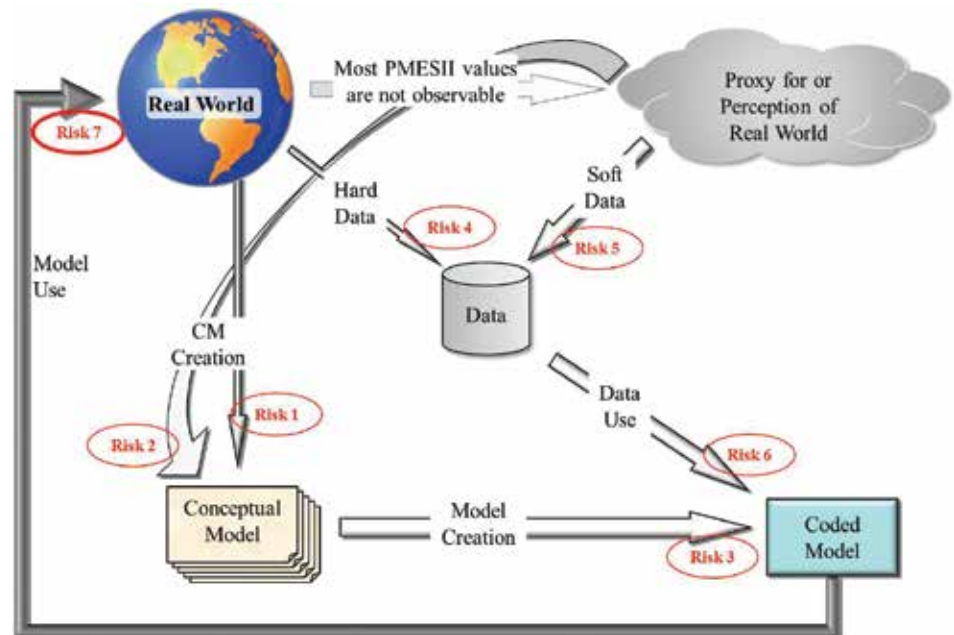 Most PMESII values
are not observable
Proxy for or
Perception of
Real World
Real World
Risk 7
Hard
Data
Soft
Data
Risk 4
Risk 5
Model
Use
Data
CM
Creation
Data
Use
Risk 1
Risk 2
Risk 6
Conceptual
Model
Model
Creation
Risk 3
Coded
Model